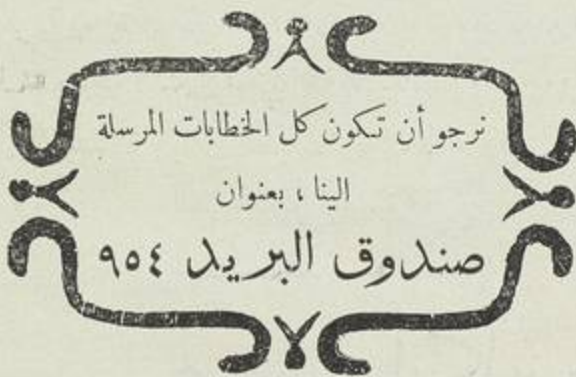 نرجو أن تكون كل الخطابات المرسلة
الينا ، بعنوان
صندوق البريد ٩٥٤